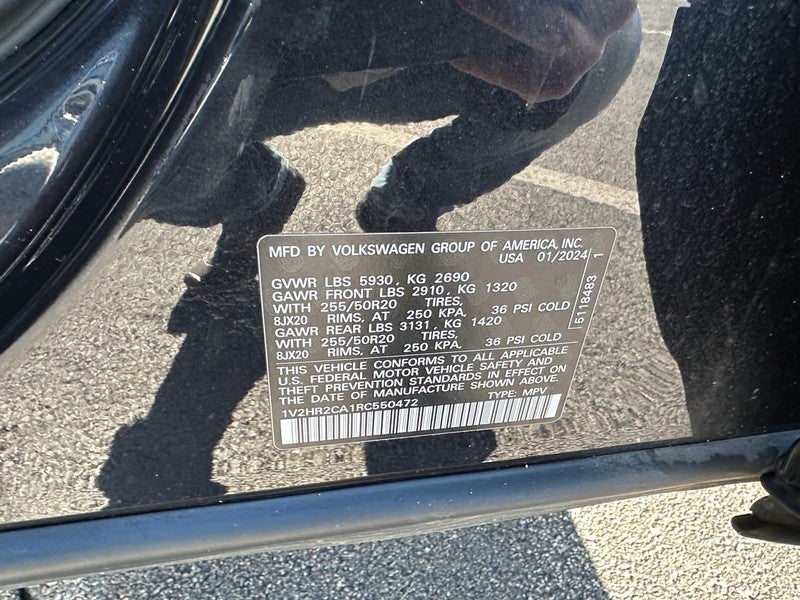 MFD BY VOLKSWAGEN GROUP OF AMERICA, INC.
USA 01/2024
GVWR LBS 5930, KG 2690
GAWR FRONT LBS 2910, KG 1320
WITH 255/50R20 TIRES,
8JX20 RIMS, AT 250 KPA, 36 PSI COLD
GAWR REAR LBS 3131, KG 1420
WITH 255/50R20 TIRES,
8JX20 RIMS, AT 250 KPA, 36 PSI COLD
THIS VEHICLE CONFORMS TO ALL APPLICABLE
U.S. FEDERAL MOTOR VEHICLE SAFETY AND
THEFT PREVENTION STANDARDS IN EFFECT ON
THE DATE OF MANUFACTURE SHOWN ABOVE.
1V2HR2CA1RC550472 TYPE: MPV
6118483 1